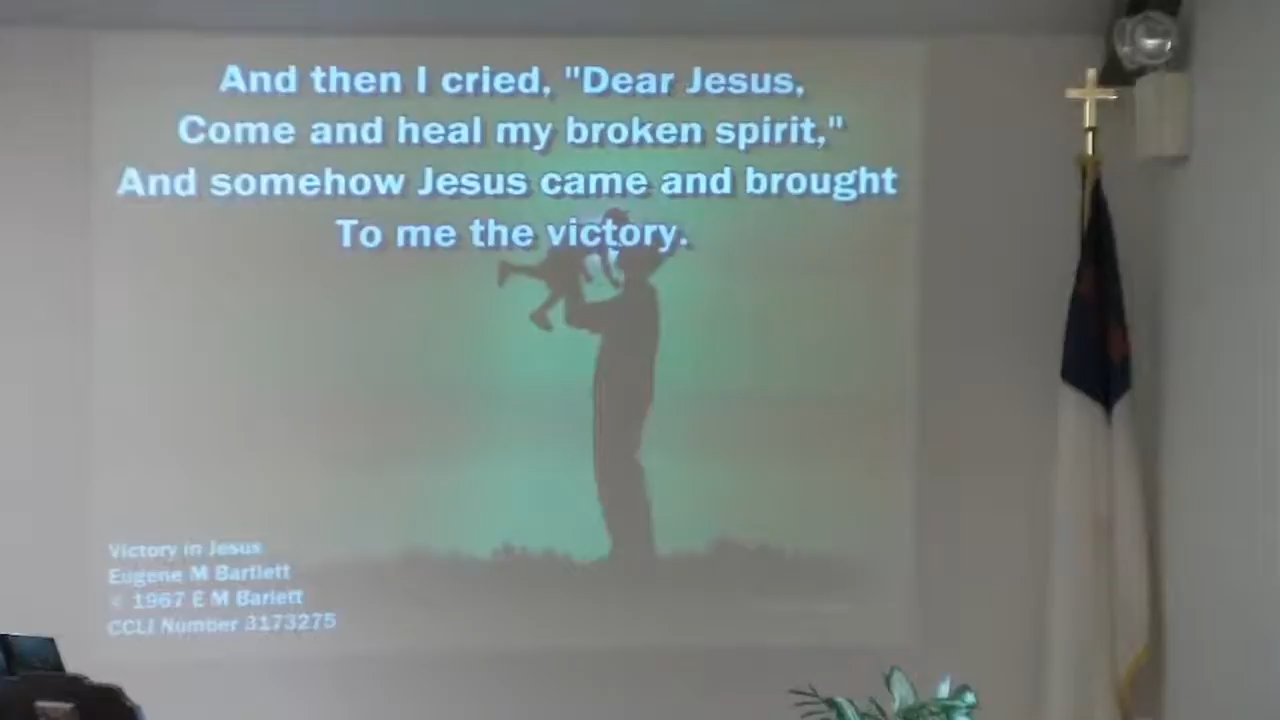 And then I cried, "Dear Jesus,
Come and heal my broken spirit,"
And somehow Jesus came and brought
To me the victory.
Victory in Jesus
Eugene M Bartlett
© 1967 E M Barlett
CCLI Number 3173275